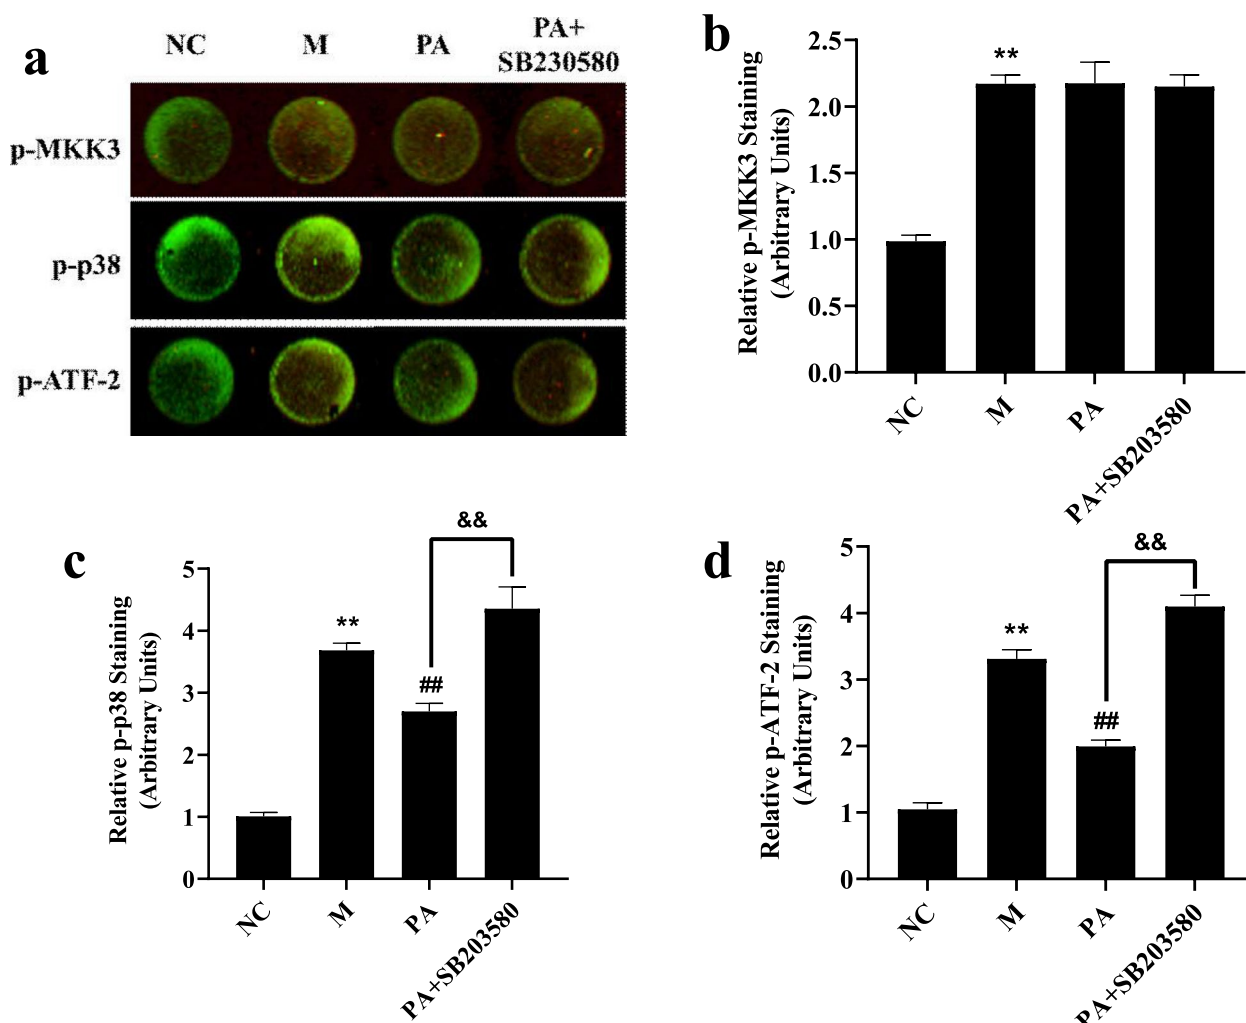 a
NC
M
PA
PA+
SB230580
p-MKK3
p-p38
p-ATF-2
b
Relative p-MKK3 Staining
(Arbitrary Units)
2.5
2.0
1.5
1.0
0.5
0.0
**
NC
M
PA
PA+SB203580
c
Relative p-p38 Staining
(Arbitrary Units)
5
4
3
2
1
0
**
##
&&
NC
M
PA
PA+SB203580
d
Relative p-ATF-2 Staining
(Arbitrary Units)
5
4
3
2
1
0
**
##
&&
NC
M
PA
PA+SB203580